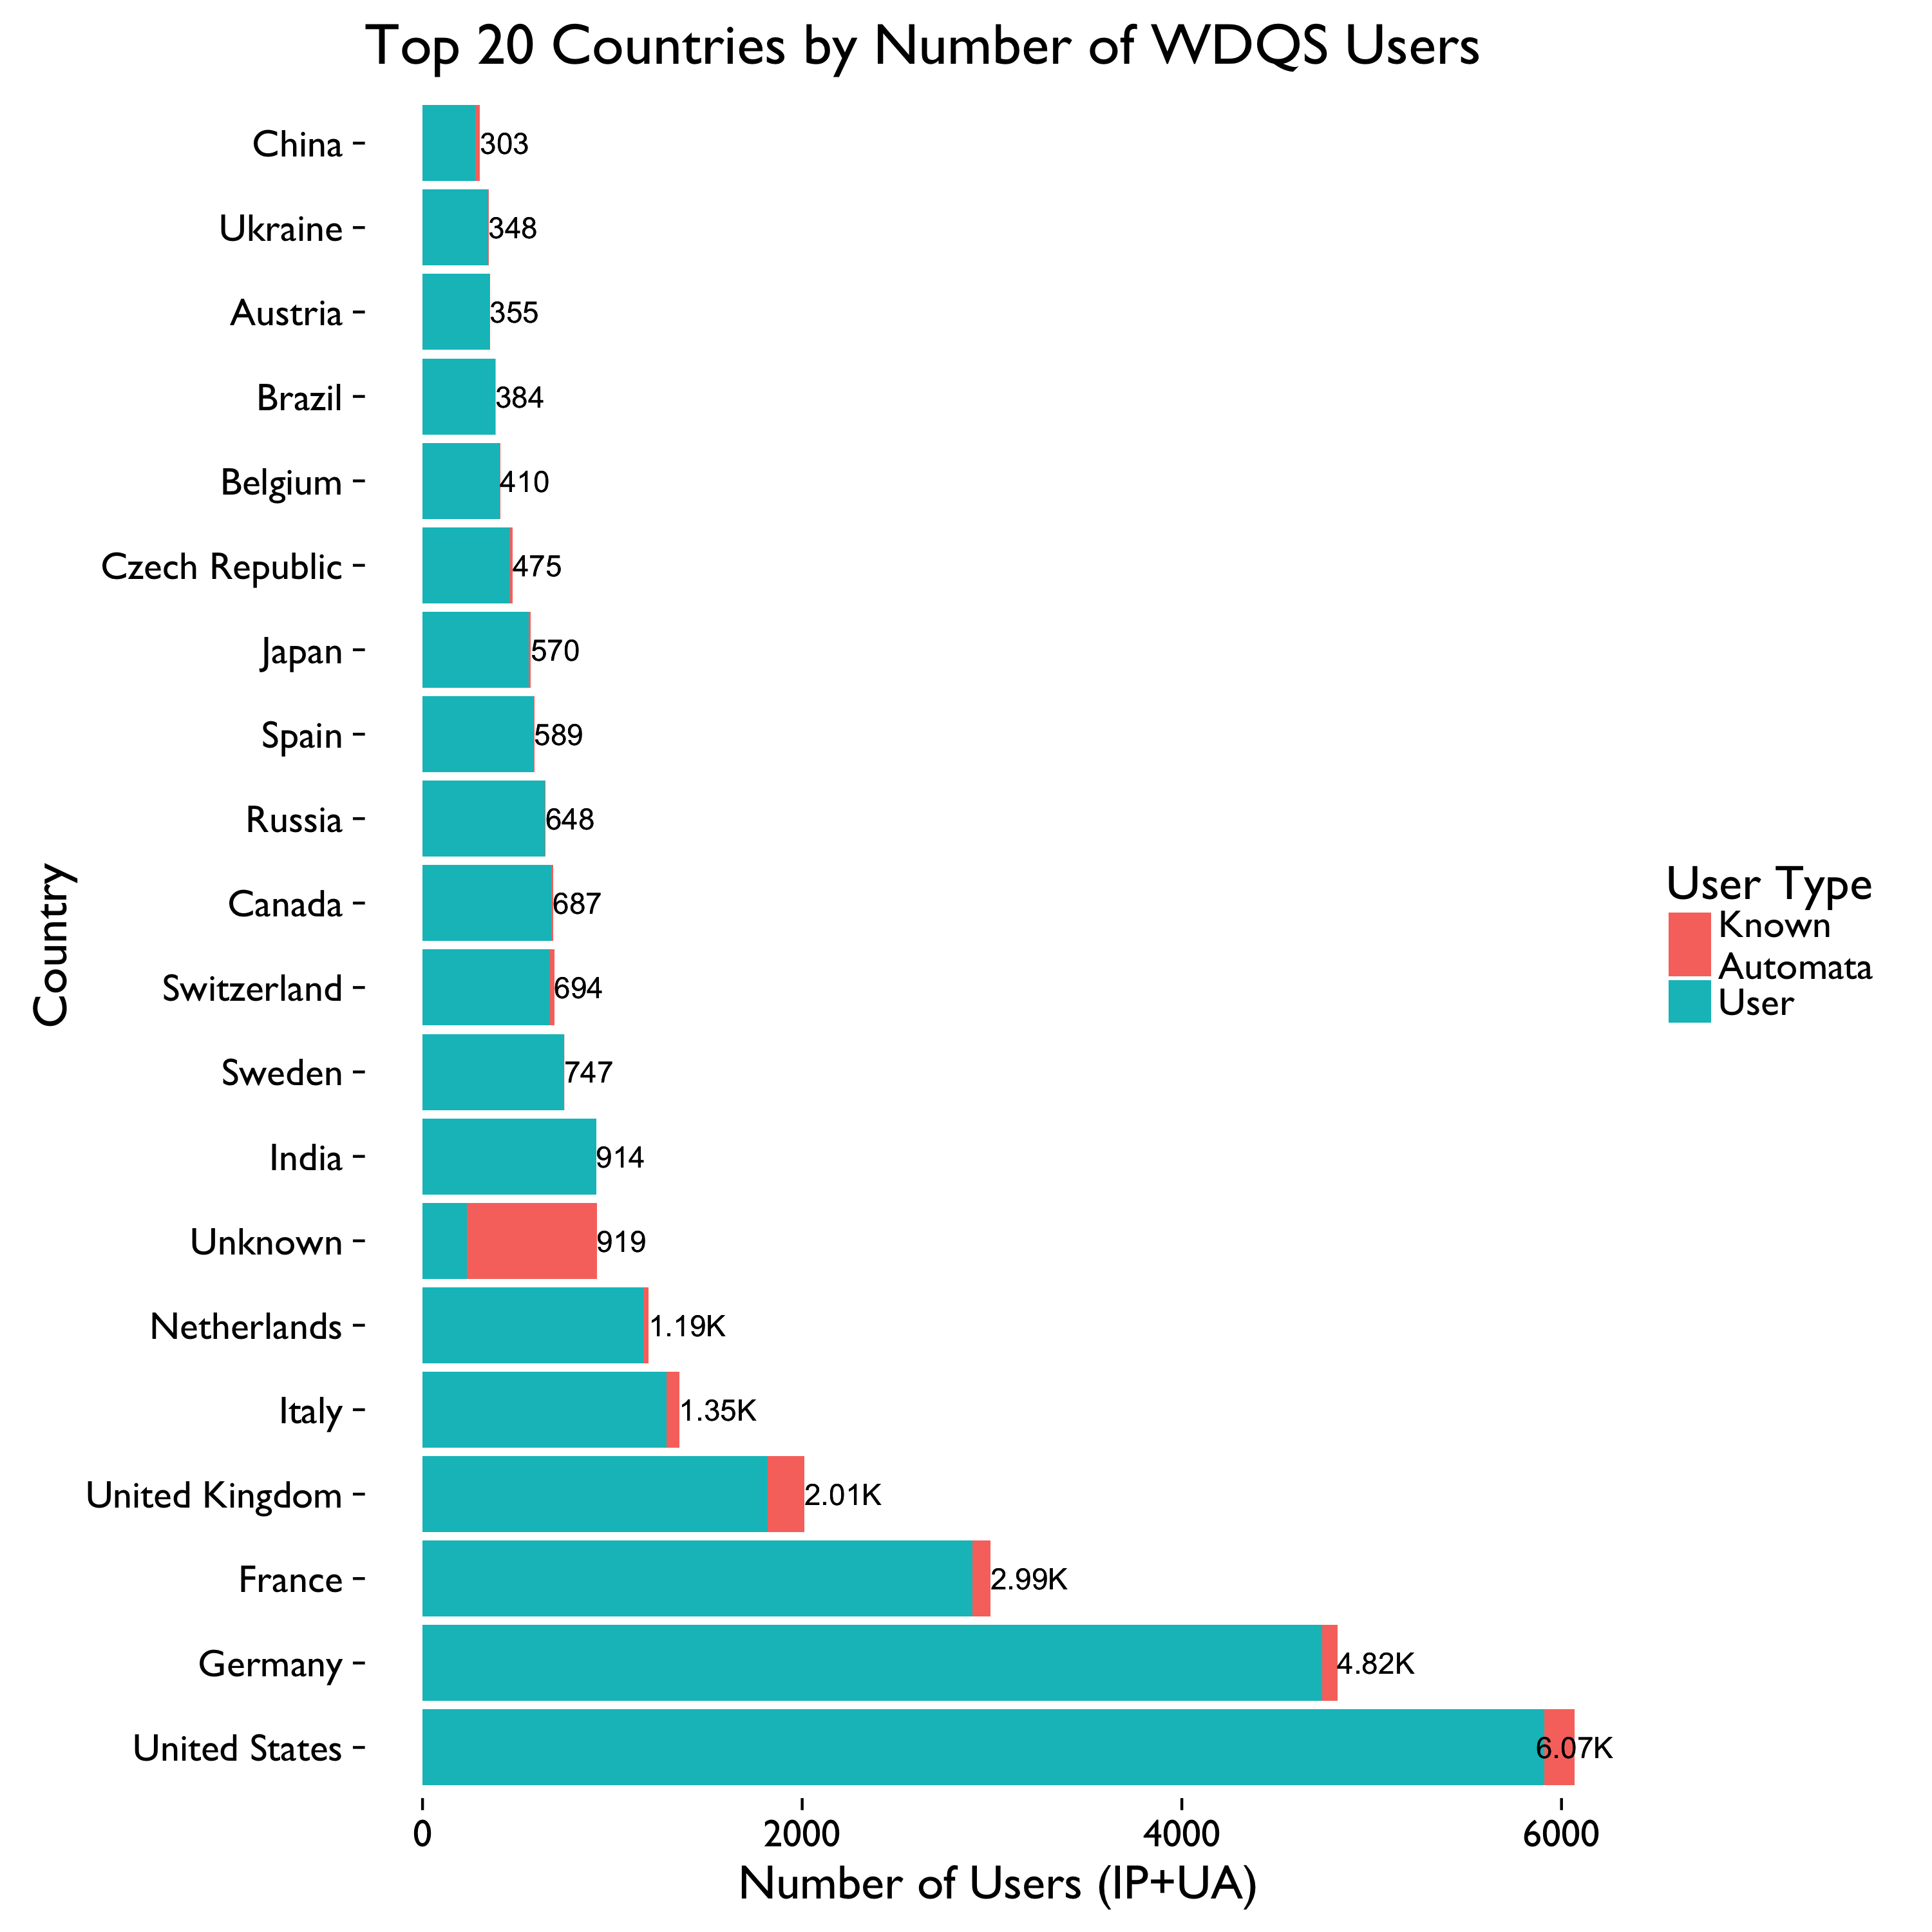 Top 20 Countries by Number of WDQS Users
China 303
Ukraine 348
Austria 355
Brazil 384
Belgium 410
Czech Republic 475
Japan 570
Spain 589
Russia 648
Canada 687
Switzerland 694
Sweden 747
India 914
Unknown 919
Netherlands 1.19K
Italy 1.35K
United Kingdom 2.01K
France 2.99K
Germany 4.82K
United States 6.07K
0 2000 4000 6000
Number of Users (IP+UA)
Country
User Type
Known
Automata
User